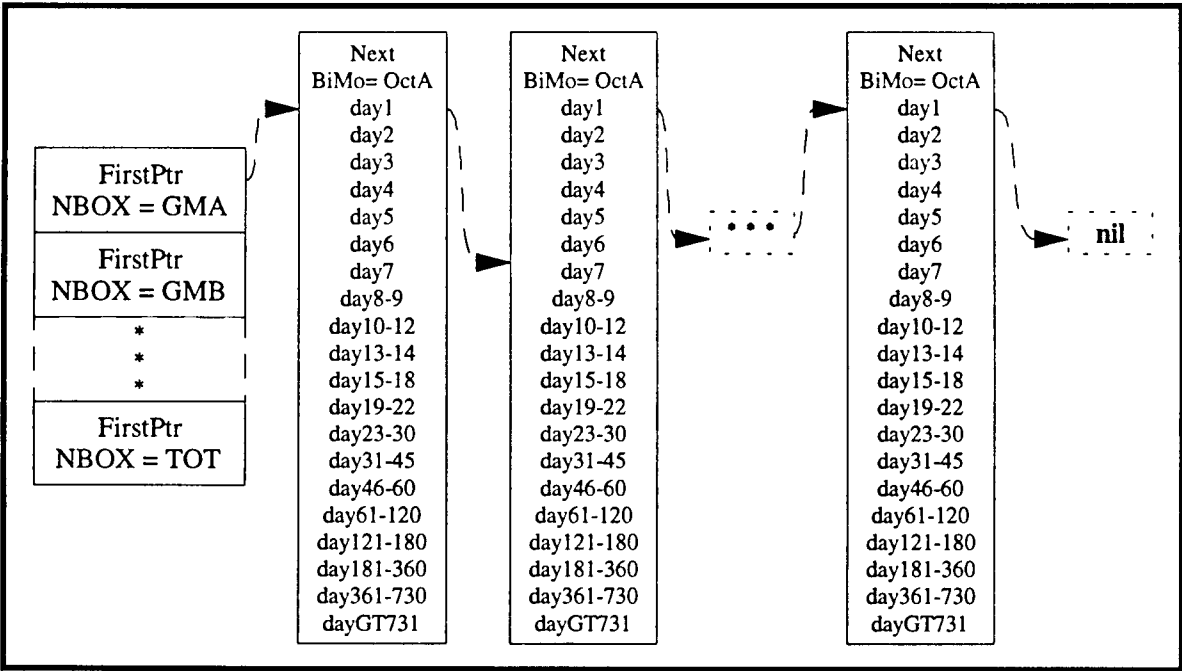 FirstPtr
NBOX = GMA
FirstPtr
NBOX = GMB
*
*
*
FirstPtr
NBOX = TOT
Next
BiMo= OctA
day1
day2
day3
day4
day5
day6
day7
day8-9
day10-12
day13-14
day15-18
day19-22
day23-30
day31-45
day46-60
day61-120
day121-180
day181-360
day361-730
dayGT731
Next
BiMo= OctA
day1
day2
day3
day4
day5
day6
day7
day8-9
day10-12
day13-14
day15-18
day19-22
day23-30
day31-45
day46-60
day61-120
day121-180
day181-360
day361-730
dayGT731
* * *
Next
BiMo= OctA
day1
day2
day3
day4
day5
day6
day7
day8-9
day10-12
day13-14
day15-18
day19-22
day23-30
day31-45
day46-60
day61-120
day121-180
day181-360
day361-730
dayGT731
nil